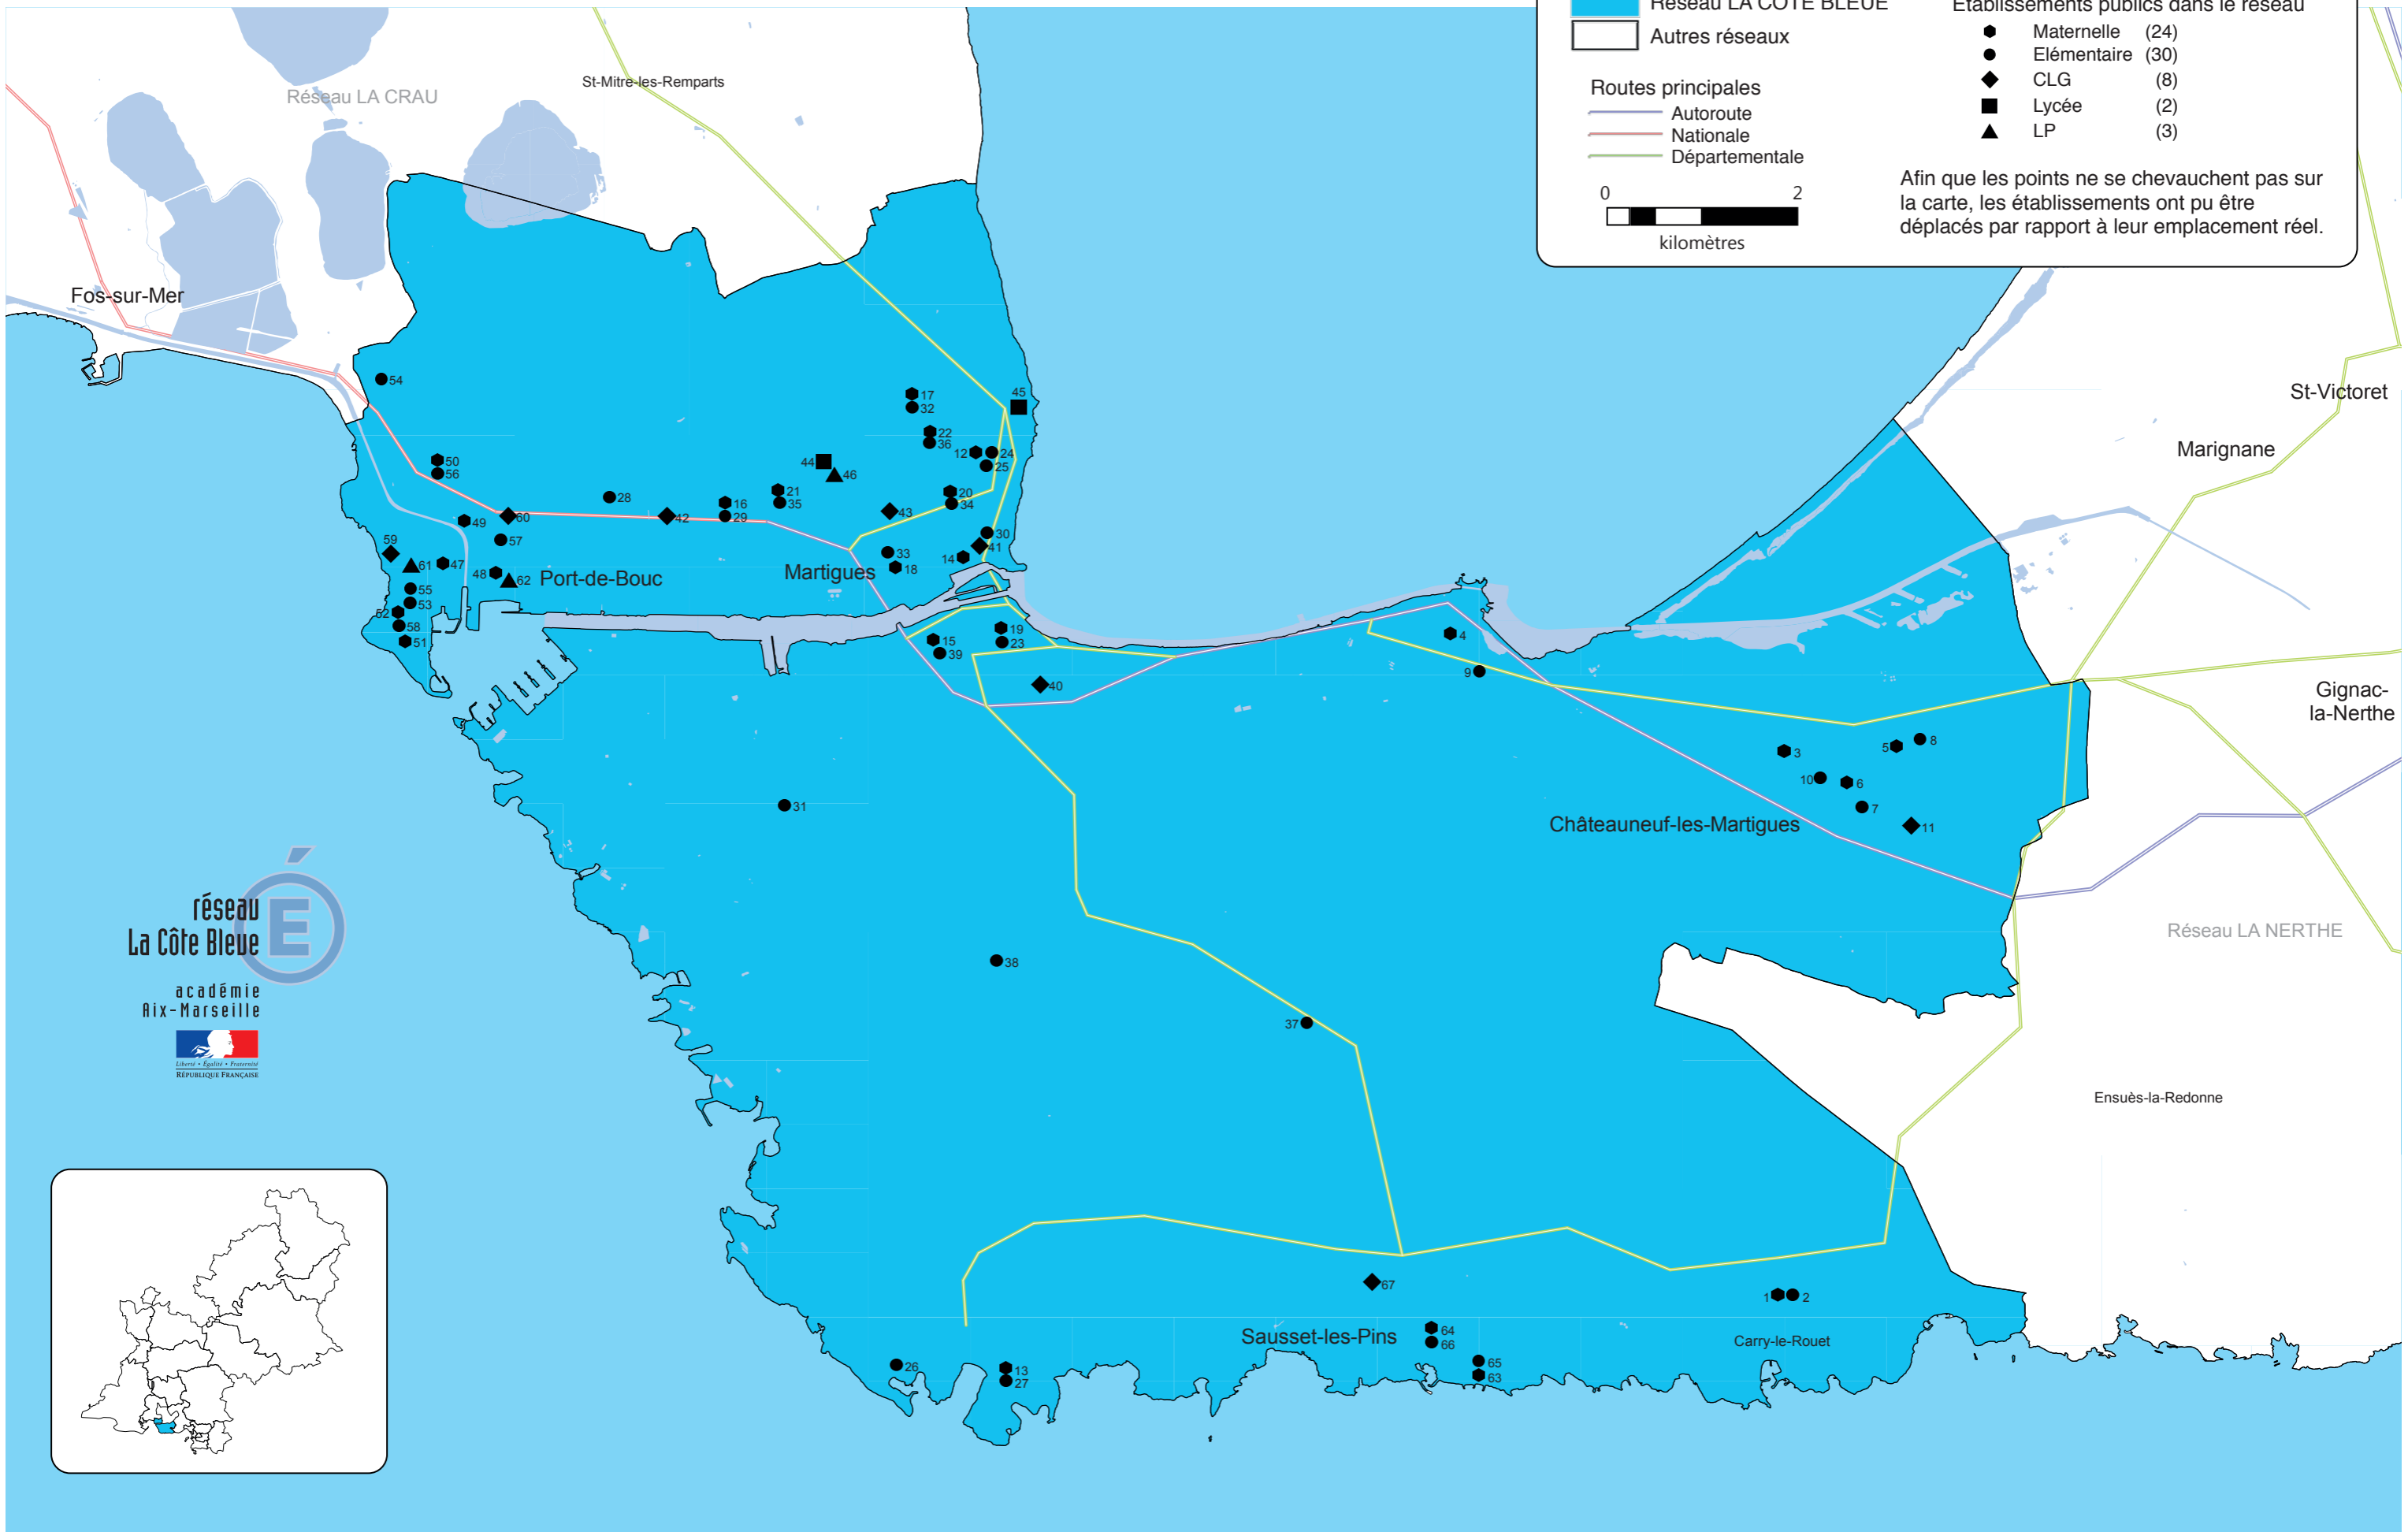 Réseau LA CÔTE BLEUE
Autres réseaux
Routes principales
Autoroute
Nationale
Départementale
0 2
kilomètres
Etablissements publics dans le réseau
Maternelle (24)
Elémentaire (30)
CLG (8)
Lycée (2)
LP (3)
Afin que les points ne se chevauchent pas sur
la carte, les établissements ont pu être
déplacés par rapport à leur emplacement réel.
Réseau LA CRAU
St-Mitre-les-Remparts
Fos-sur-Mer
54
17
32
45
St-Victoret
22
36
12
24
25
Marignane
50
56
44
46
28
21
35
16
29
20
34
42
43
49
60
57
30
41
59
33
14
18
61
47
48
62
Port-de-Bouc
Martigues
55
53
52
58
51
15
39
19
23
4
9
40
Gignac-
la-Nerthe
3
5
8
10
6
7
11
31
Châteauneuf-les-Martigues
réseau
La Côte Bleue
É
académie
Aix-Marseille
Liberté • Égalité • Fraternité
RÉPUBLIQUE FRANÇAISE
Réseau LA NERTHE
38
37
Ensuès-la-Redonne
67
1
2
Sausset-les-Pins
64
66
Carry-le-Rouet
26
13
27
65
63